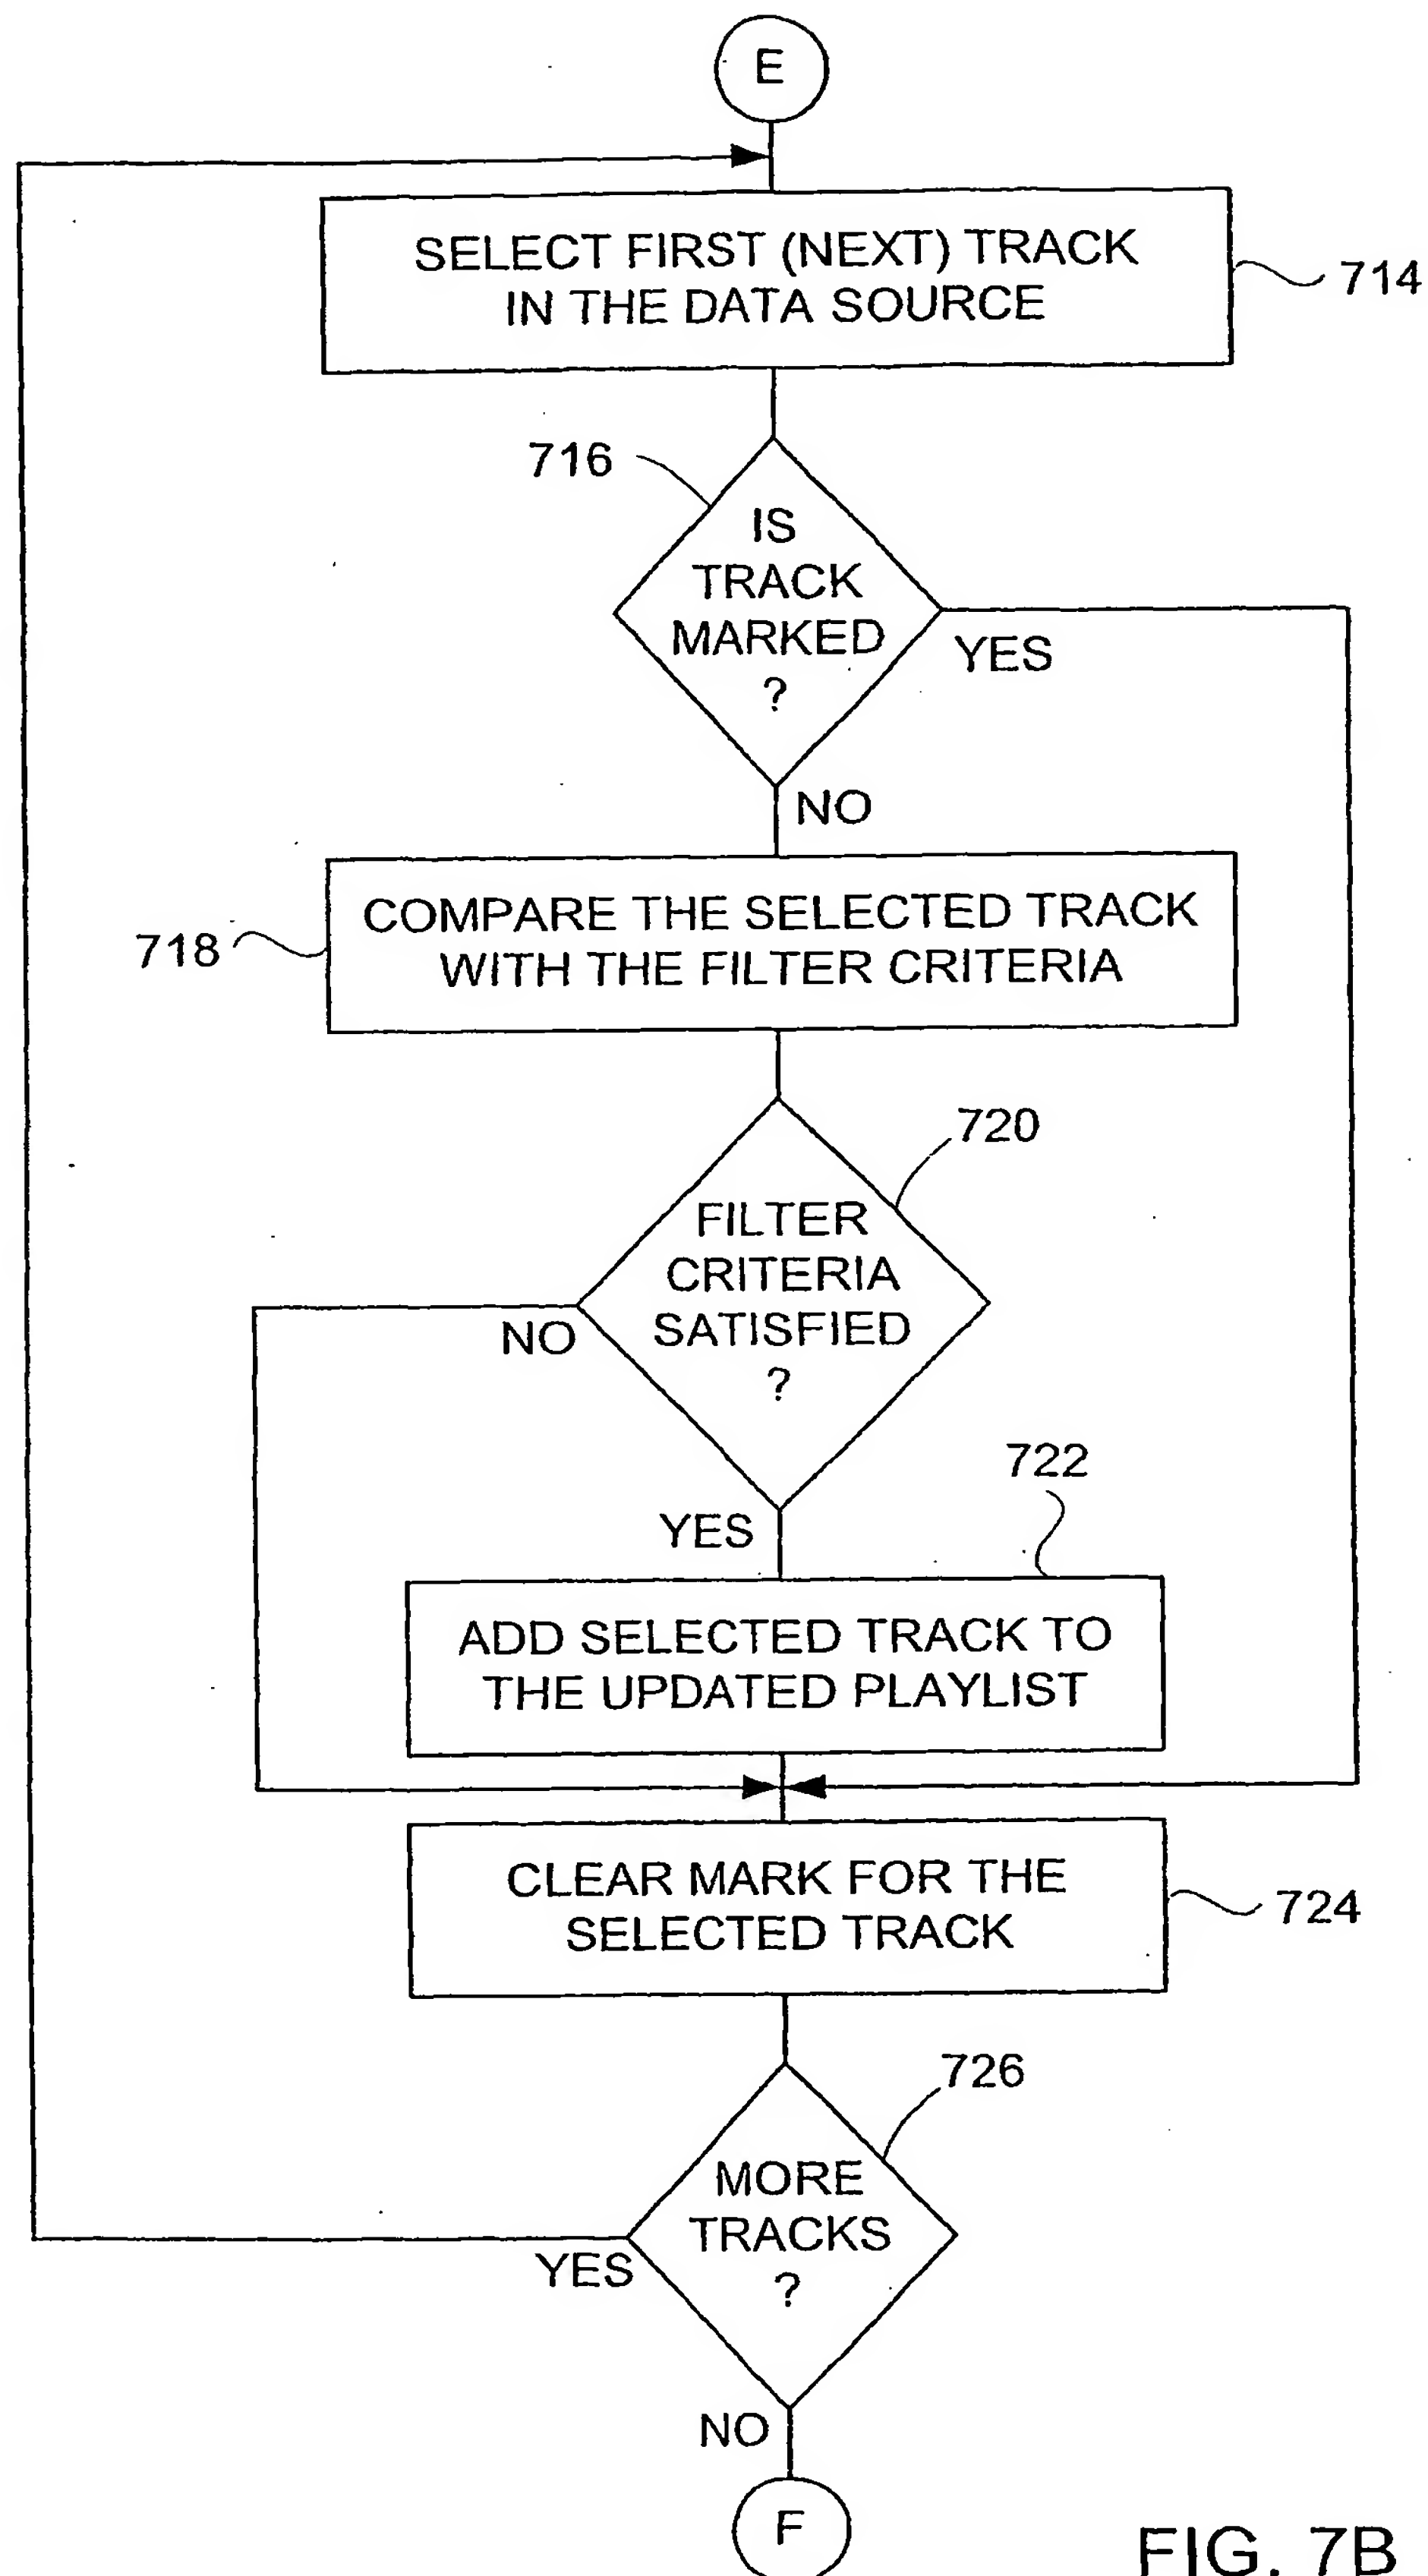 E
SELECT FIRST (NEXT) TRACK
IN THE DATA SOURCE
714
716
IS
TRACK
MARKED
?
YES
NO
718
COMPARE THE SELECTED TRACK
WITH THE FILTER CRITERIA
720
FILTER
CRITERIA
SATISFIED
?
NO
YES
722
ADD SELECTED TRACK TO
THE UPDATED PLAYLIST
CLEAR MARK FOR THE
SELECTED TRACK
724
726
MORE
TRACKS
?
YES
NO
F
FIG. 7B